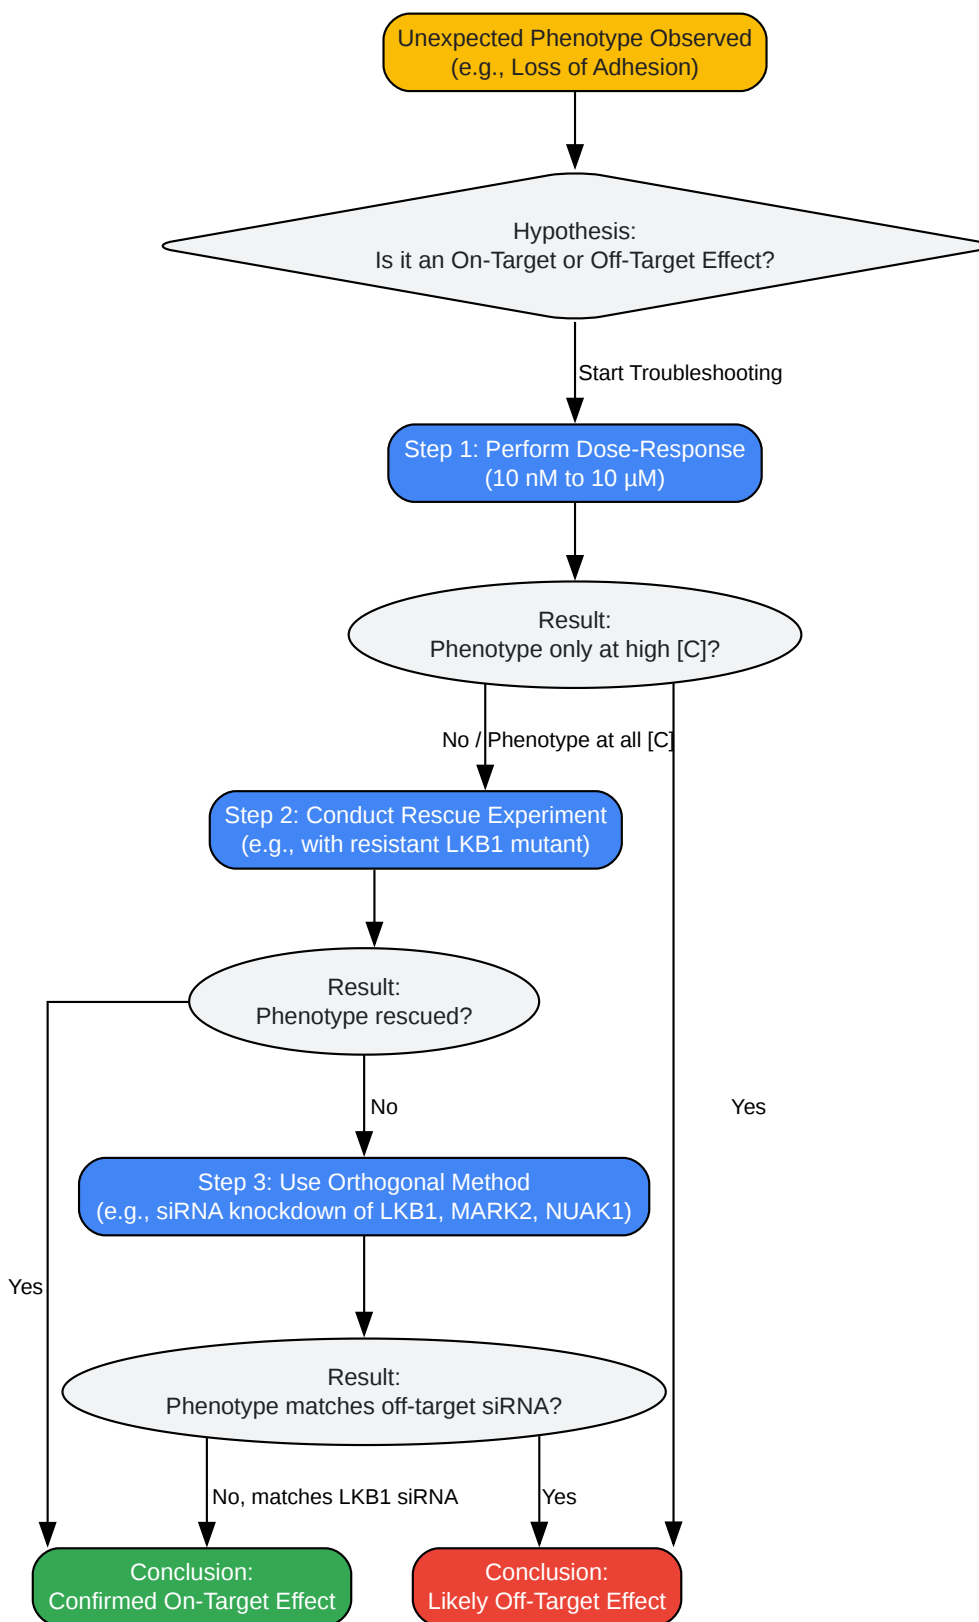 Unexpected Phenotype Observed
(e.g., Loss of Adhesion)
Hypothesis:
Is it an On-Target or Off-Target Effect?
Start Troubleshooting
Step 1: Perform Dose-Response
(10 nM to 10 µM)
Result:
Phenotype only at high [C]?
No / Phenotype at all [C]
Step 2: Conduct Rescue Experiment
(e.g., with resistant LKB1 mutant)
Result:
Phenotype rescued?
No
Yes
Step 3: Use Orthogonal Method
(e.g., siRNA knockdown of LKB1, MARK2, NUAK1)
Yes
Result:
Phenotype matches off-target siRNA?
No, matches LKB1 siRNA
Yes
Conclusion:
Confirmed On-Target Effect
Conclusion:
Likely Off-Target Effect